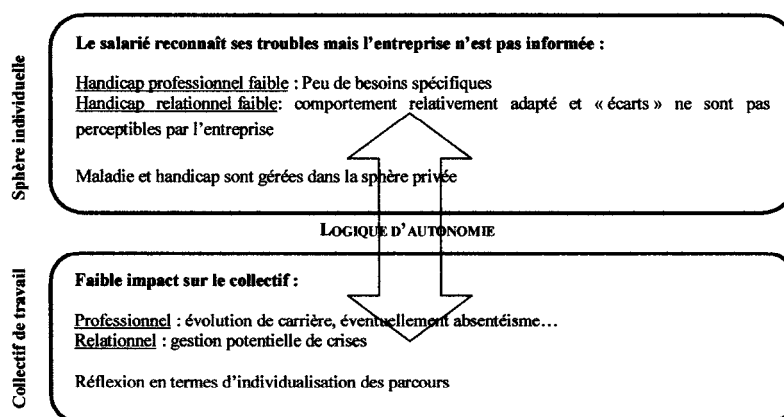 Sphère individuelle
Le salarié reconnaît ses troubles mais l'entreprise n'est pas informée :
Handicap professionnel faible : Peu de besoins spécifiques
Handicap relationnel faible: comportement relativement adapté et « écarts » ne sont pas
perceptibles par l'entreprise
Maladie et handicap sont gérées dans la sphère privée
LOGIQUE D'AUTONOMIE
Collectif de travail
Faible impact sur le collectif :
Professionnel : évolution de carrière, éventuellement absentéisme…
Relationnel : gestion potentielle de crises
Réflexion en termes d'individualisation des parcours